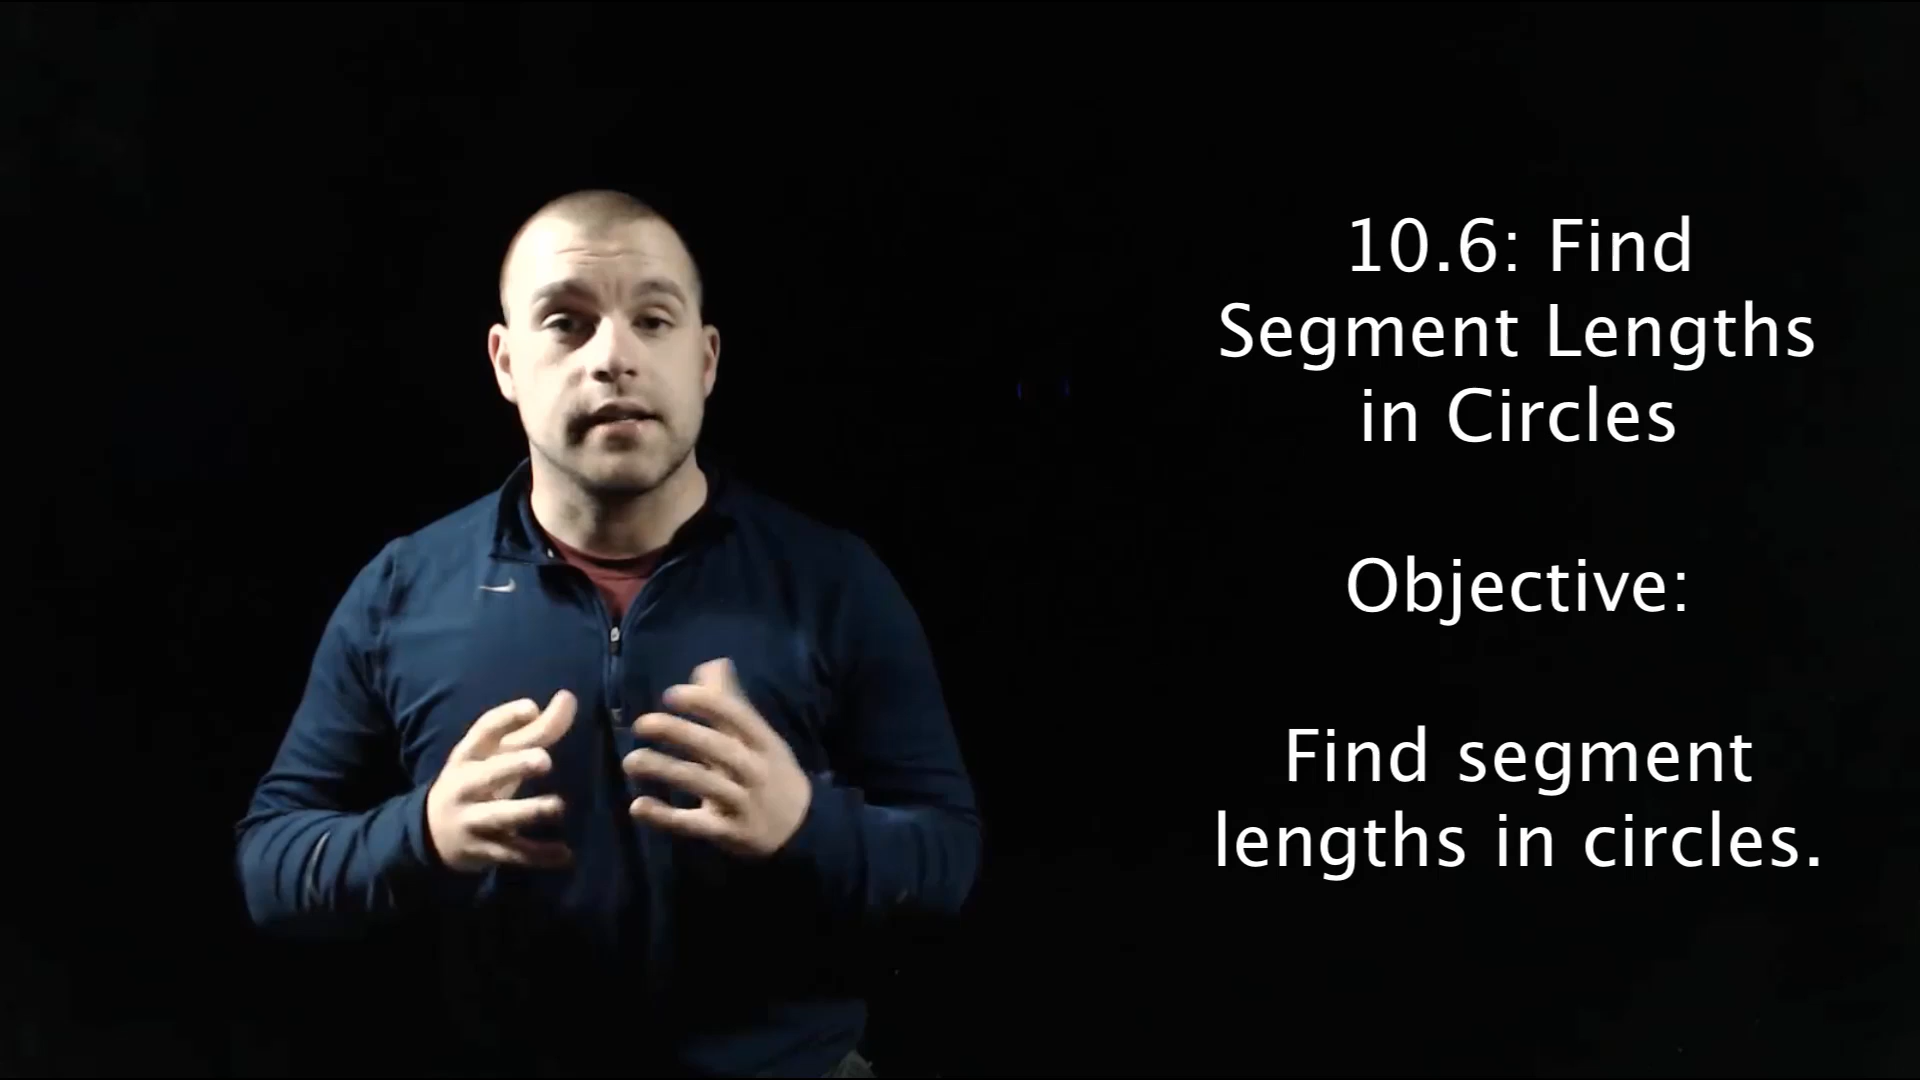 10.6: Find
Segment Lengths
in Circles
Objective:
Find segment
lengths in circles.